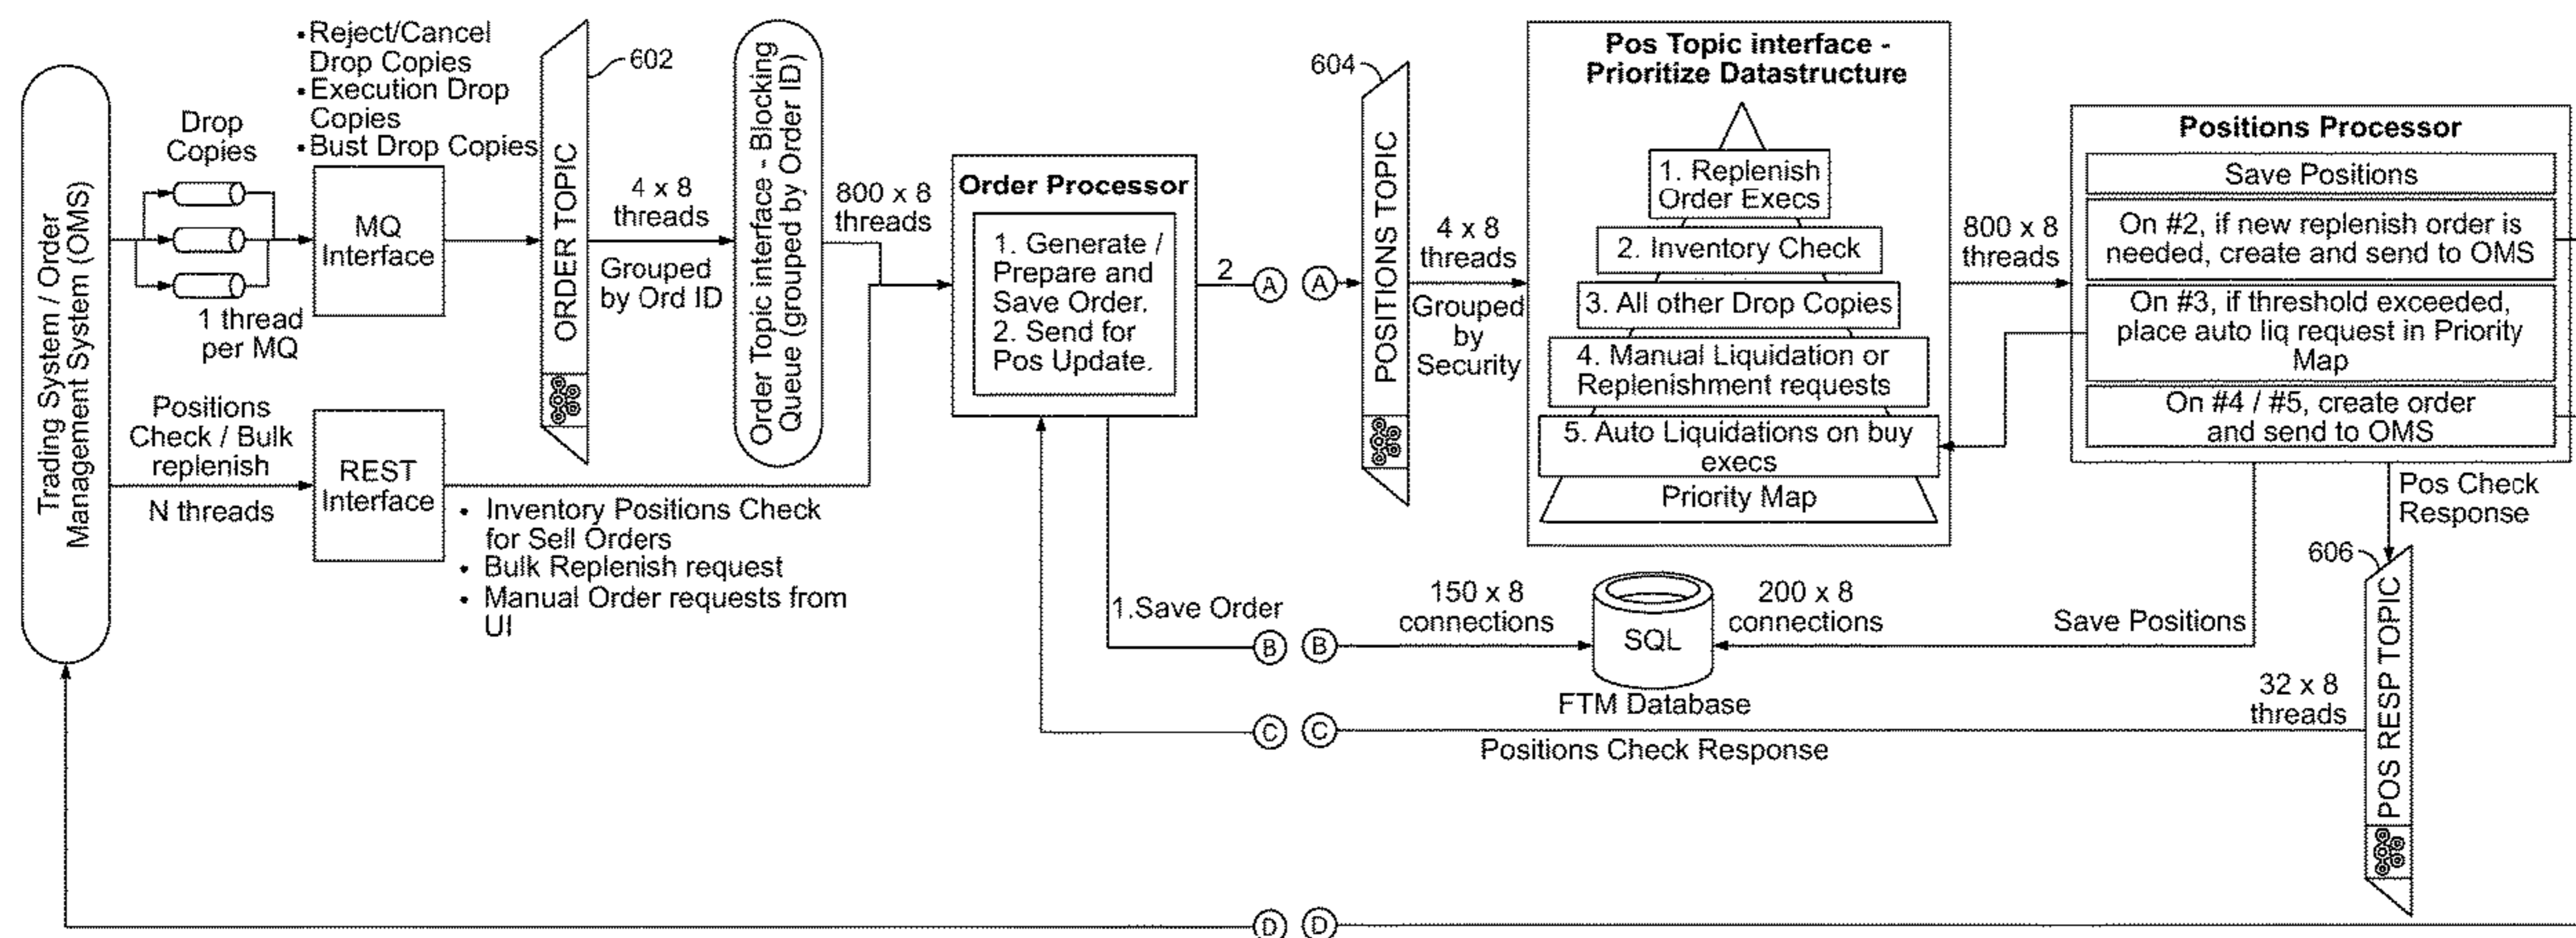 Trading System / Order
Management System (OMS)
Drop
Copies
1 thread
per MQ
•Reject/Cancel
Drop Copies
•Execution Drop
Copies
•Bust Drop Copies
MQ
Interface
Positions
Check / Bulk
replenish
N threads
REST
Interface
• Inventory Positions Check
for Sell Orders
• Bulk Replenish request
• Manual Order requests from
UI
602
ORDER TOPIC
4 x 8
threads
Grouped
by Ord ID
Order Topic interface - Blocking
Queue (grouped by Order ID)
800 x 8
threads
Order Processor
1. Generate /
Prepare and
Save Order.
2. Send for
Pos Update.
2
A
A
1.Save Order
B
B
C
C
D
D
604
POSITIONS TOPIC
4 x 8
threads
Grouped
by
Security
Pos Topic interface -
Prioritize Datastructure
1. Replenish
Order Execs
2. Inventory Check
3. All other Drop Copies
4. Manual Liquidation or
Replenishment requests
5. Auto Liquidations on buy
execs
Priority Map
800 x 8
threads
Positions Processor
Save Positions
On #2, if new replenish order is
needed, create and send to OMS
On #3, if threshold exceeded,
place auto liq request in Priority
Map
On #4 / #5, create order
and send to OMS
Pos Check
Response
606
POS RESP TOPIC
150 x 8
connections
SQL
200 x 8
connections
Save Positions
FTM Database
32 x 8
threads
Positions Check Response